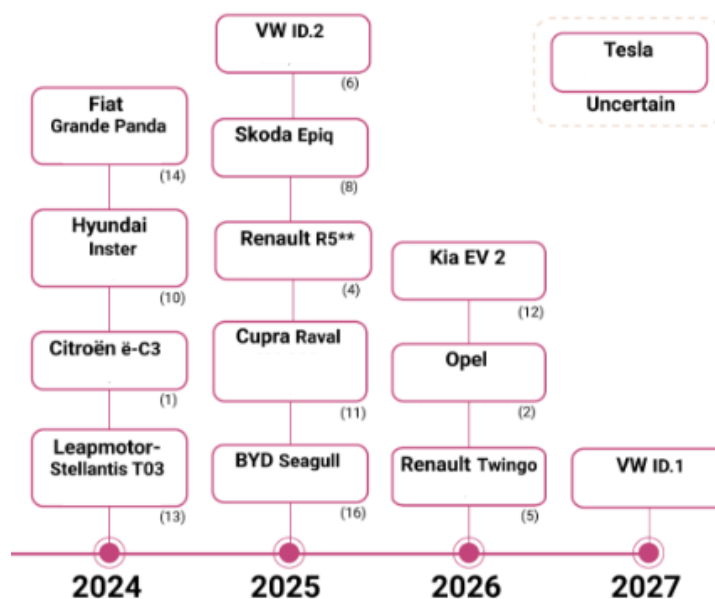 VW ID.2
(6)
Tesla
Uncertain
Fiat
Grande Panda
(14)
Skoda Epiq
(8)
Hyundai
Inster
(10)
Renault R5**
(4)
Kia EV 2
(12)
Citroën ë-C3
(1)
Cupra Raval
(11)
Opel
(2)
Leapmotor-
Stellantis T03
(13)
BYD Seagull
(16)
Renault Twingo
(5)
VW ID.1
2024
2025
2026
2027